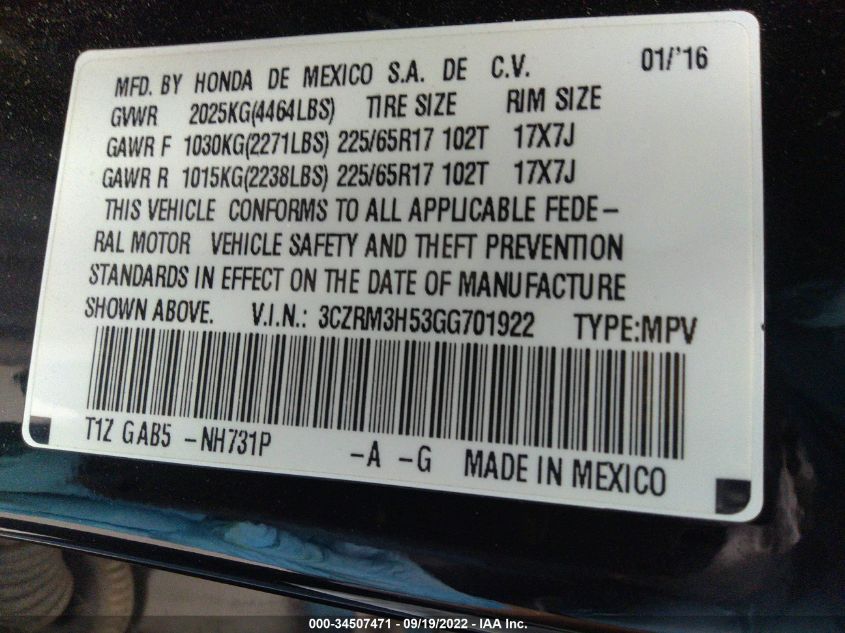 MFD. BY HONDA DE MEXICO S.A. DE C.V. 01/'16
GVWR 2025KG(4464LBS) TIRE SIZE RIM SIZE
GAWR F 1030KG(2271LBS) 225/65R17 102T 17X7J
GAWR R 1015KG(2238LBS) 225/65R17 102T 17X7J
THIS VEHICLE CONFORMS TO ALL APPLICABLE FEDE-
RAL MOTOR VEHICLE SAFETY AND THEFT PREVENTION
STANDARDS IN EFFECT ON THE DATE OF MANUFACTURE
SHOWN ABOVE. V.I.N.: 3CZRM3H53GG701922 TYPE:MPV
T1Z GAB5 -NH731P -A -G MADE IN MEXICO
000-34507471 - 09/19/2022 - IAA Inc.